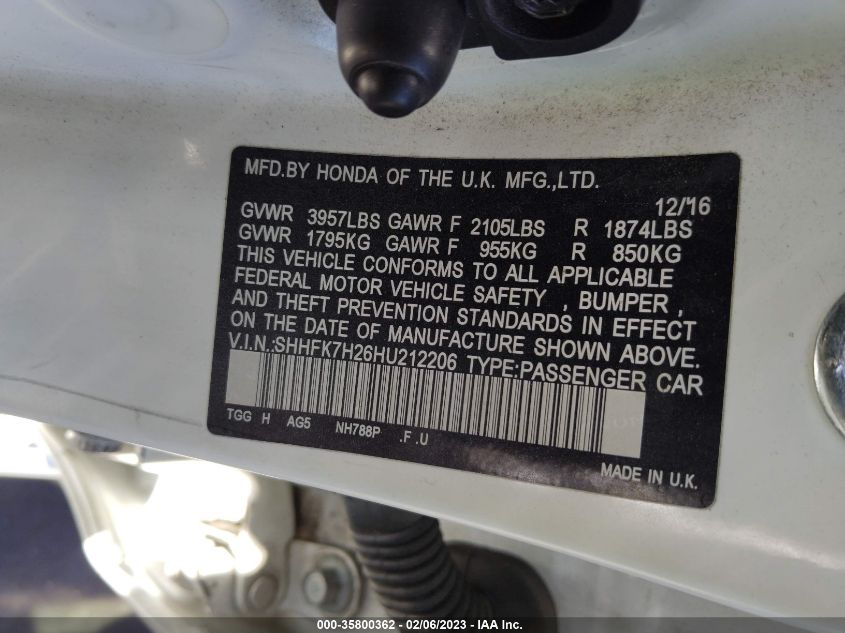 MFD.BY HONDA OF THE U.K. MFG.,LTD.
12/16
GVWR 3957LBS GAWR F 2105LBS R 1874LBS
GVWR 1795KG GAWR F 955KG R 850KG
THIS VEHICLE CONFORMS TO ALL APPLICABLE
FEDERAL MOTOR VEHICLE SAFETY , BUMPER ,
AND THEFT PREVENTION STANDARDS IN EFFECT
ON THE DATE OF MANUFACTURE SHOWN ABOVE.
V.I.N.:SHHFK7H26HU212206 TYPE:PASSENGER CAR
TGG H AG5 NH788P .F .U
MADE IN U.K.
000-35800362 - 02/06/2023 - IAA Inc.